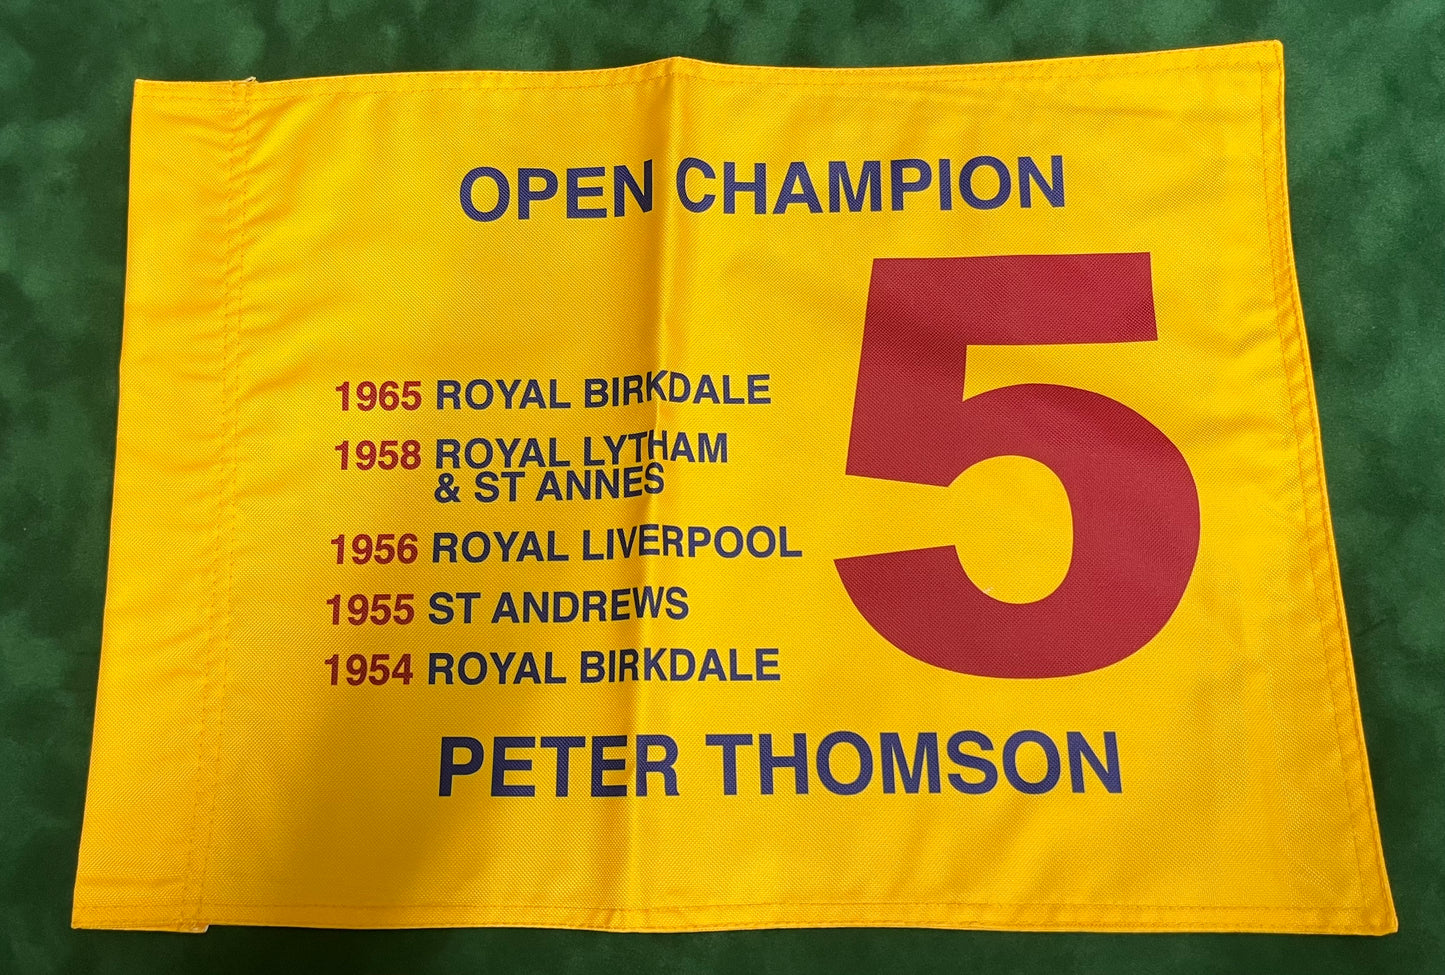 OPEN CHAMPION
5
1965 ROYAL BIRKDALE
1958 ROYAL LYTHAM
& ST ANNES
1956 ROYAL LIVERPOOL
1955 ST ANDREWS
1954 ROYAL BIRKDALE
PETER THOMSON